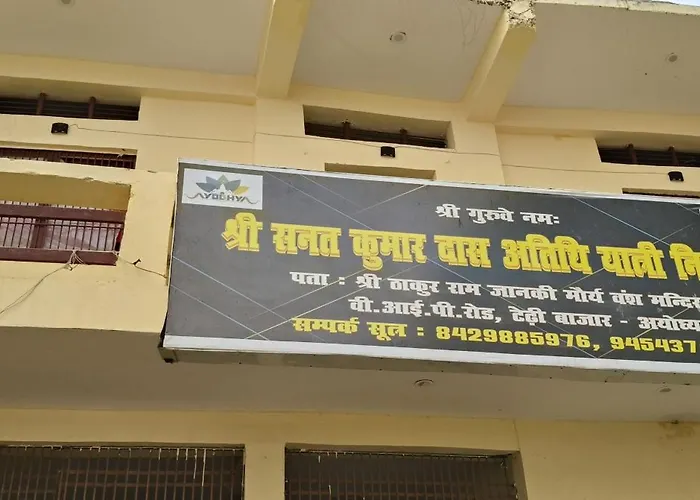 AYODHYA
श्री गुरुवे नमः
श्री सनत कुमार दास अतिथि यात्री नि
पता : श्री ठाकुर राम जानकी मौर्य वंश मन्दि
वी.आई.पी.रोड, टेढ़ी बाजार - अयोध्य
सम्पर्क सूत्र : 8429885976, 945437